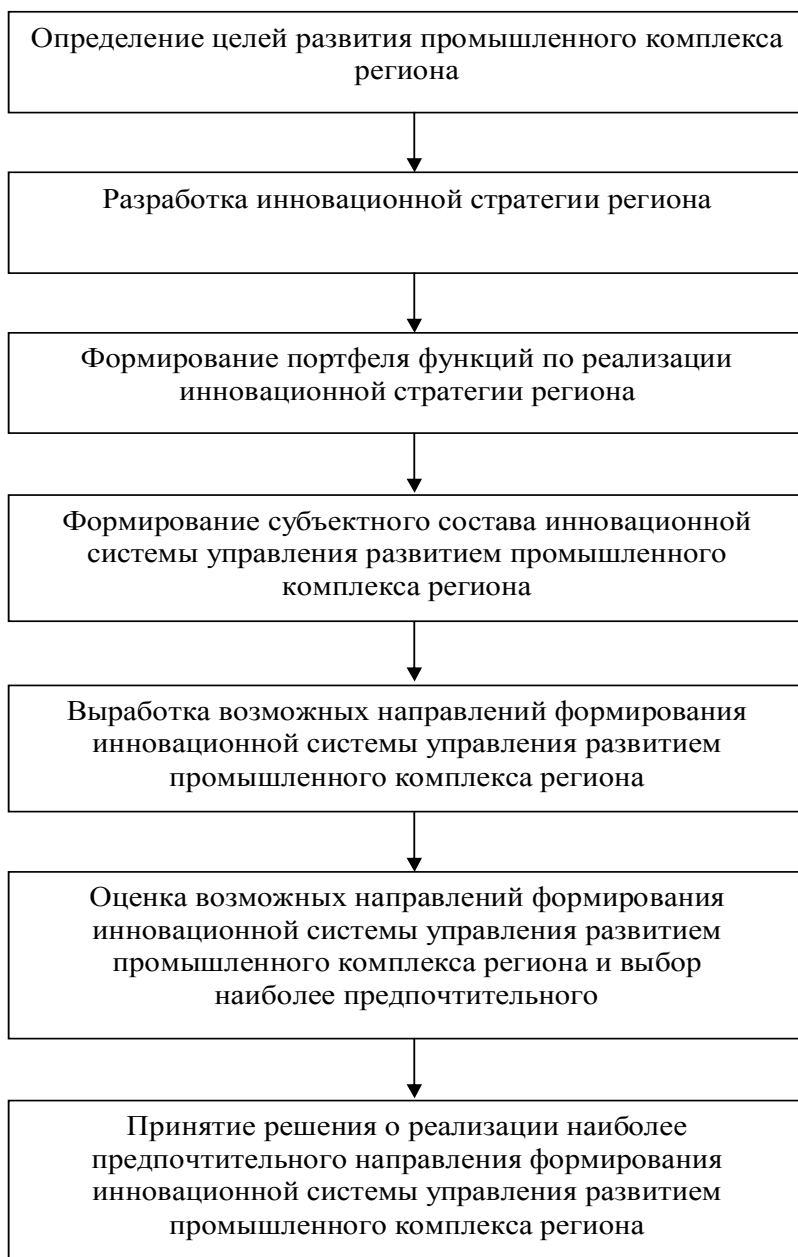 Определение целей развития промышленного комплекса
региона
Разработка инновационной стратегии региона
Формирование портфеля функций по реализации
инновационной стратегии региона
Формирование субъектного состава инновационной
системы управления развитием промышленного
комплекса региона
Выработка возможных направлений формирования
инновационной системы управления развитием
промышленного комплекса региона
Оценка возможных направлений формирования
инновационной системы управления развитием
промышленного комплекса региона и выбор
наиболее предпочтительного
Принятие решения о реализации наиболее
предпочтительного направления формирования
инновационной системы управления развитием
промышленного комплекса региона